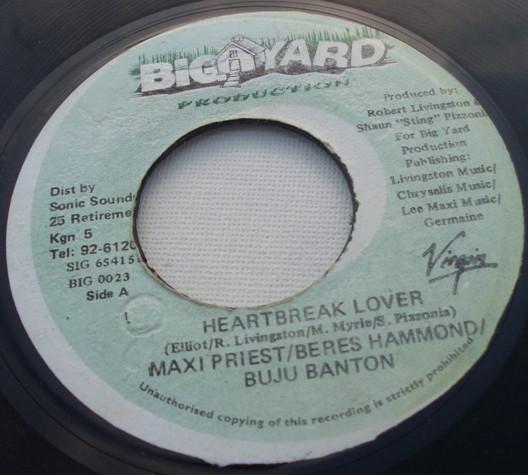 BIG YARD
PRODUCTION
Produced by:
Robert Livingston &
Shaun "Sting" Pizzonia
For Big Yard
Production
Publishing:
Livingston Music/
Chrysalis Music/
Lee Maxi Music/
Germaine
Virgin
Dist by
Sonic Sounds
25 Retireme
Kgn 5
Tel: 92-6120
SIG 65415
BIG 0023
Side A
HEARTBREAK LOVER
(Elliot/R. Livingston/M. Myrie/S. Pizzonia)
MAXI PRIEST/BERES HAMMOND/
BUJU BANTON
Unauthorised copying of this recording is strictly prohibited